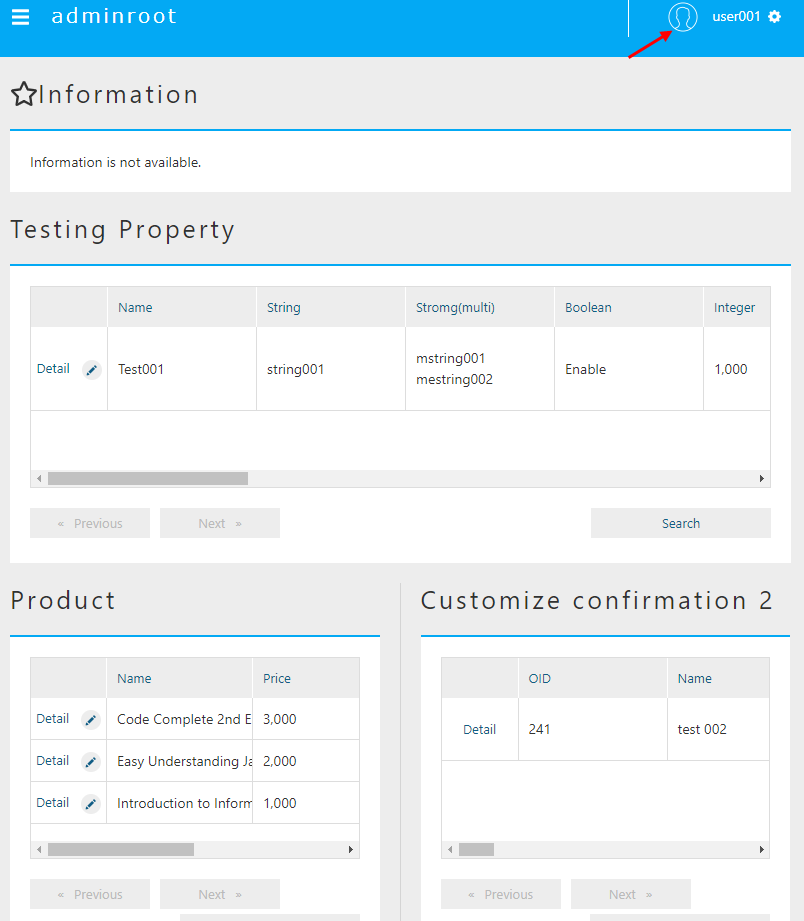 adminroot
user001
Information
Information is not available.
Testing Property
Name String Stromg(multi) Boolean Integer
Detail Test001 string001 mstring001 Enable 1,000
mestring002
« Previous Next » Search
Product
Name Price
Detail Code Complete 2nd E 3,000
Detail Easy Understanding Ja 2,000
Detail Introduction to Inform 1,000
« Previous Next »
Customize confirmation 2
OID Name
Detail 241 test 002
« Previous Next »